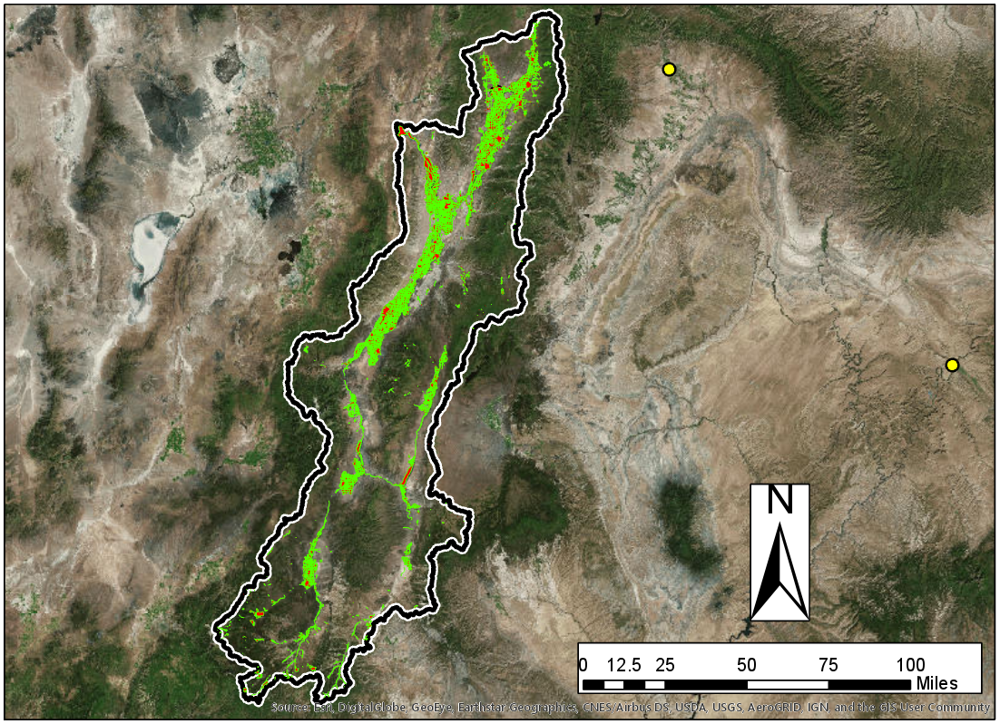 N
0 12.5 25 50 75 100
Miles
Source: Esri, DigitalGlobe, GeoEye, Earthstar Geographics, CNES/Airbus DS, USDA, USGS, AeroGRID, IGN, and the GIS User Community